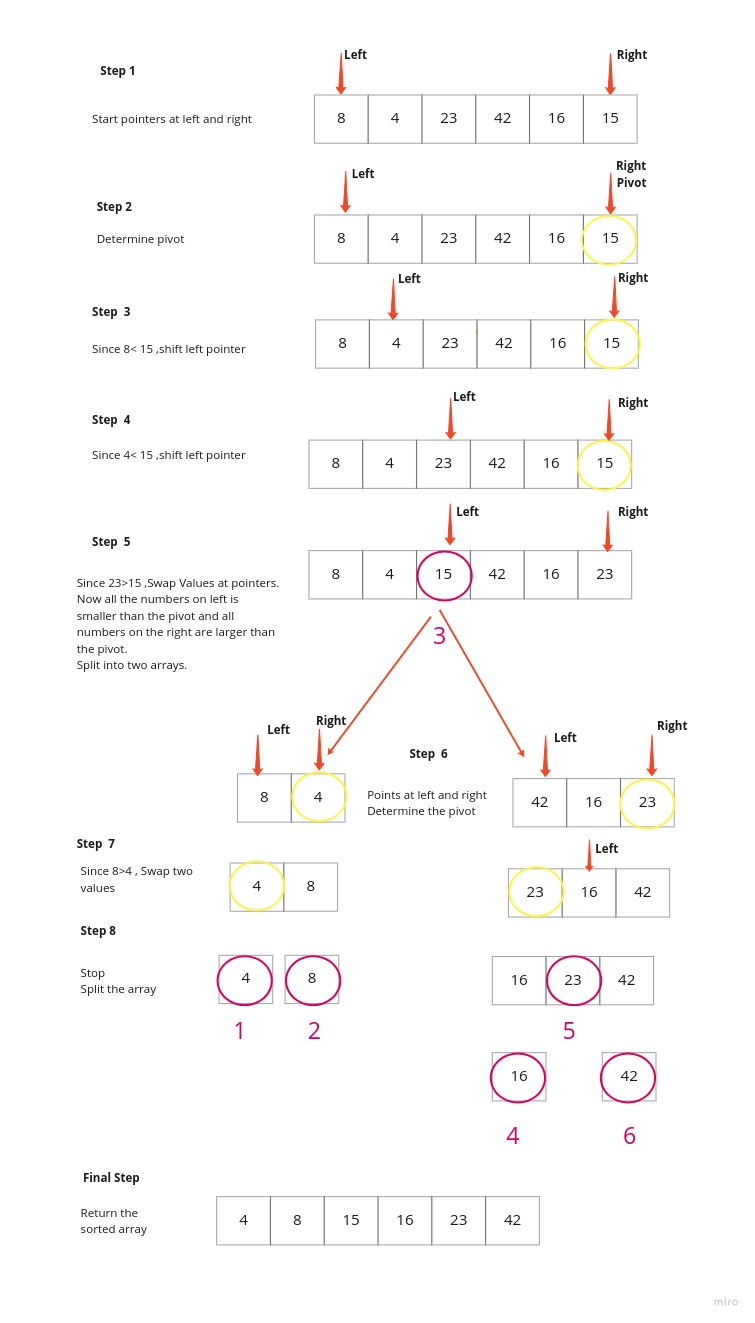 Left
Right
Step 1
Start pointers at left and right
8 4 23 42 16 15
Right
Pivot
Left
Step 2
Determine pivot
8 4 23 42 16 15
Left
Right
Step  3
Since 8< 15 ,shift left pointer
8 4 23 42 16 15
Left
Right
Step  4
Since 4< 15 ,shift left pointer
8 4 23 42 16 15
Left
Right
Step  5
8 4 15 42 16 23
Since 23>15 ,Swap Values at pointers.
Now all the numbers on left is
smaller than the pivot and all
numbers on the right are larger than
the pivot.
Split into two arrays.
3
Left
Right
Left
Right
Step  6
Points at left and right
Determine the pivot
8 4
42 16 23
Step  7
Since 8>4 , Swap two
values
4 8
Left
23 16 42
Step 8
Stop
Split the array
4 8
16 23 42
1 2
5
16 42
4 6
Final Step
Return the
sorted array
4 8 15 16 23 42
miro